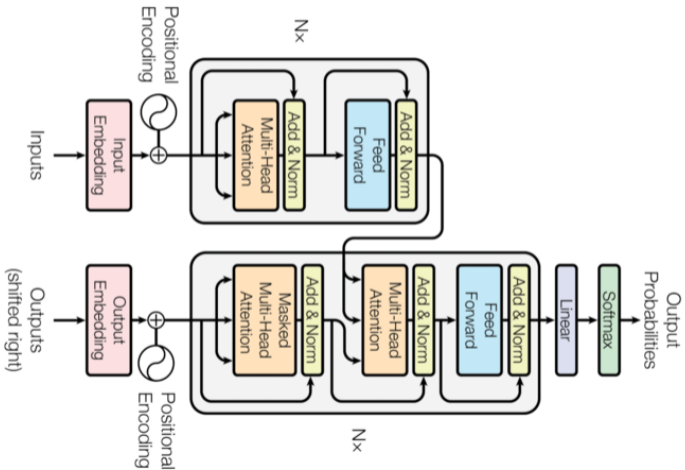 Output
Probabilities
Softmax
Linear
Add & Norm
Feed
Forward
Add & Norm
Multi-Head
Attention
Add & Norm
Masked
Multi-Head
Attention
Nx
Positional
Encoding
Output
Embedding
Outputs
(shifted right)
Add & Norm
Feed
Forward
Add & Norm
Multi-Head
Attention
Nx
Positional
Encoding
Input
Embedding
Inputs